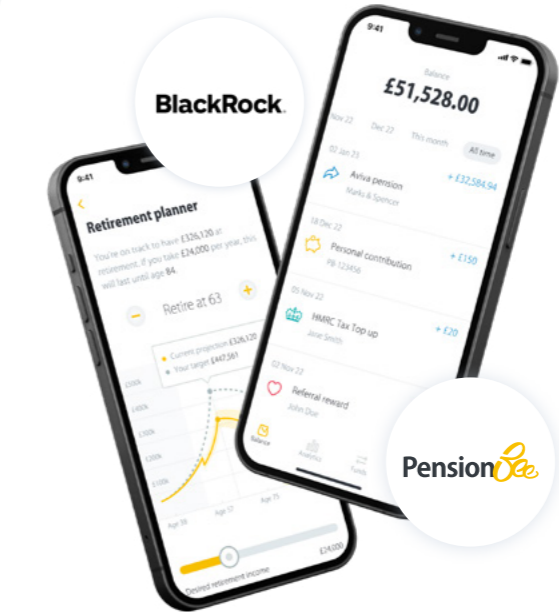 BlackRock.
9:41
Balance
£51,528.00
Nov 22 Dec 22 This month All time
02 Jan 23
Aviva pension + £32,584.94
Marks & Spencer
18 Dec 22
Personal contribution + £150
PB 123456
05 Nov 22
HMRC Tax Top up + £20
Jane Smith
02 Nov 22
Referral reward
John Doe
Balance Analytics Funds
9:41
Retirement planner
You're on track to have £326,120 at
retirement. If you take £24,000 per year, this
will last until age 84.
Retire at 63
Current projection £326,120
Your target £447,561
£500k
£400k
£300k
£200k
£100k
Age 38 Age 57 Age 75
Desired retirement income £24,000
PensionBee